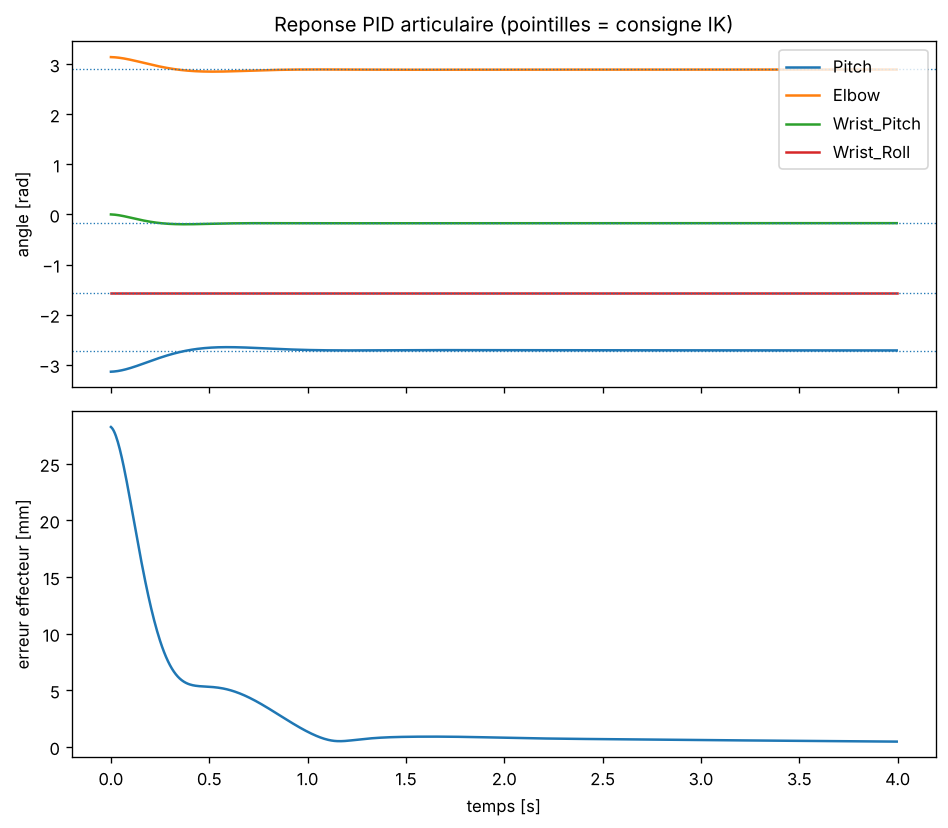 Reponse PID articulaire (pointilles = consigne IK)
3
2
1
0
−1
−2
−3
angle [rad]
Pitch
Elbow
Wrist_Pitch
Wrist_Roll
25
20
15
10
5
0
erreur effecteur [mm]
0.0 0.5 1.0 1.5 2.0 2.5 3.0 3.5 4.0
temps [s]